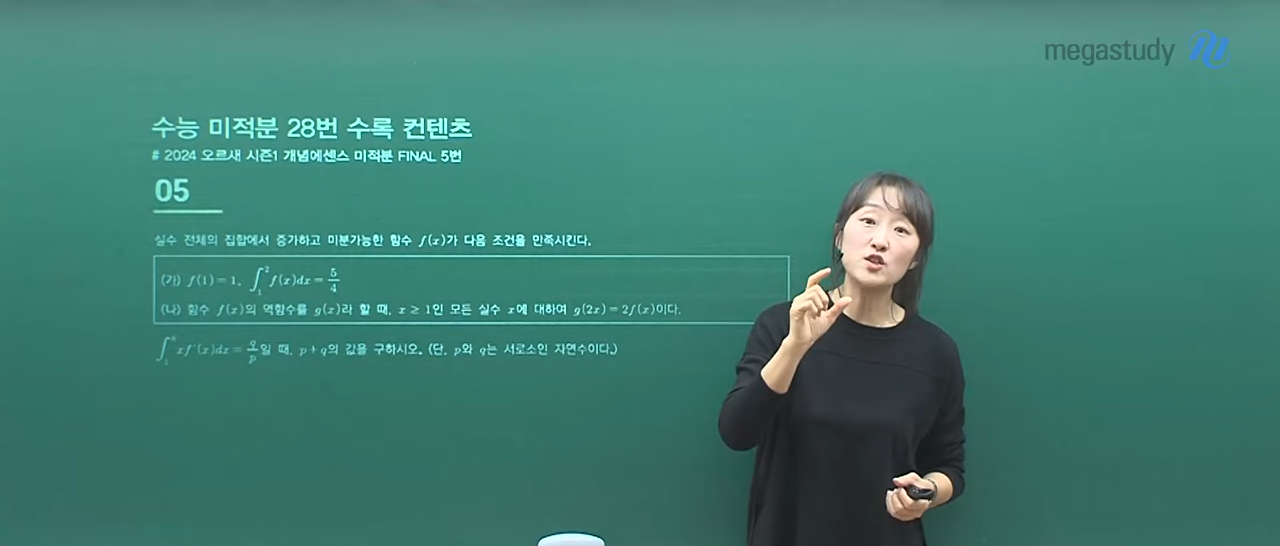 megastudy
수능 미적분 28번 수록 컨텐츠
# 2024 오르새 시즌1 개념에센스 미적분 FINAL 5번
05
실수 전체의 집합에서 증가하고 미분가능한 함수 f(x)가 다음 조건을 만족시킨다.
(가) f(1)=1, ∫₁² f(x)dx = 5/4
(나) 함수 f(x)의 역함수를 g(x)라 할 때, x≥1인 모든 실수 x에 대하여 g(2x)=2f(x)이다.
∫₁⁸ xf′(x)dx = q/p일 때, p+q의 값을 구하시오. (단, p와 q는 서로소인 자연수이다.)